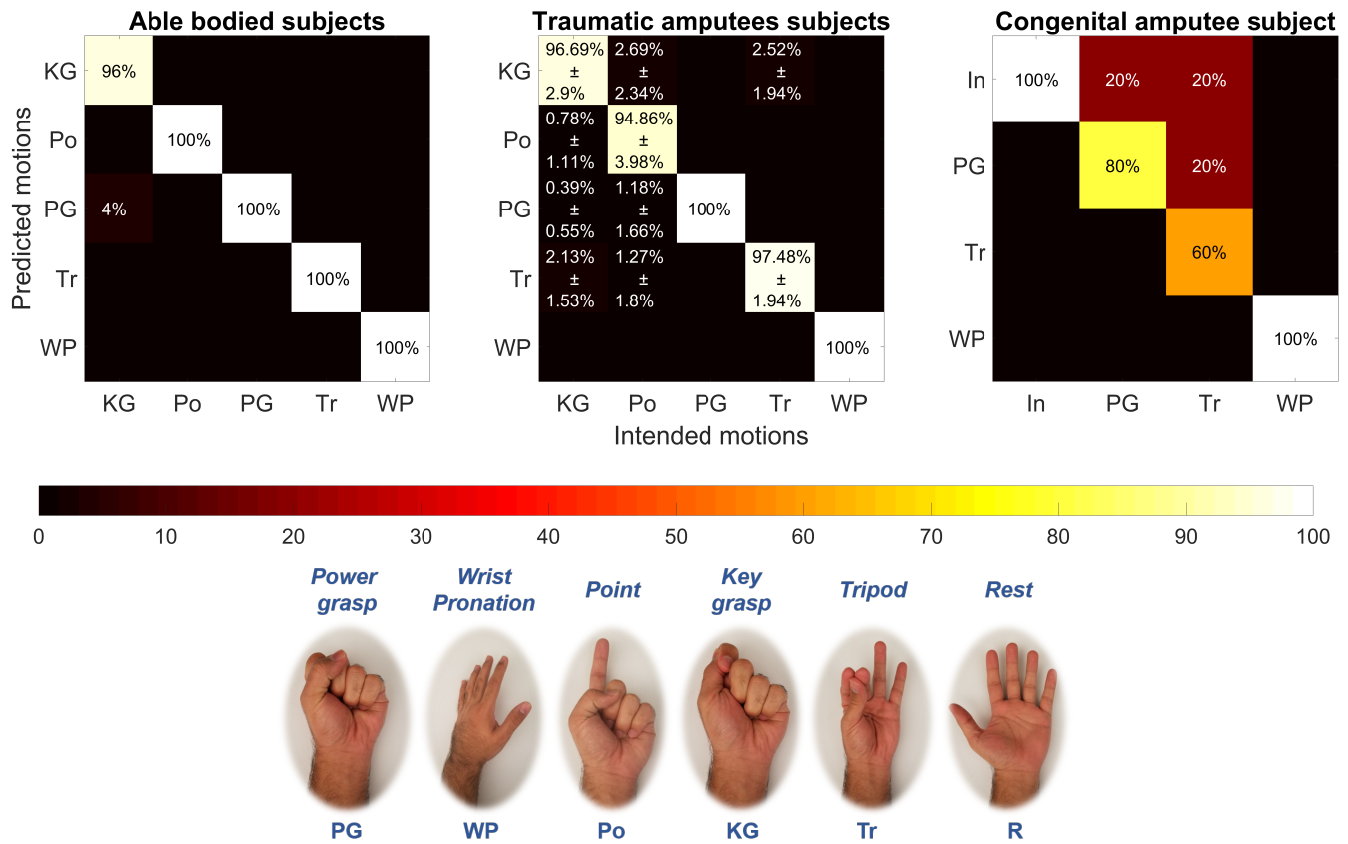 Able bodied subjects
Traumatic amputees subjects
Congenital amputee subject
Predicted motions
KG
Po
PG
Tr
WP
96%
100%
4%
100%
100%
100%
KG Po PG Tr WP
KG
Po
PG
Tr
WP
96.69% 2.69% 2.52%
± ± ±
2.9% 2.34% 1.94%
0.78% 94.86%
± ±
1.11% 3.98%
0.39% 1.18%
± ± 100%
0.55% 1.66%
2.13% 1.27% 97.48%
± ± ±
1.53% 1.8% 1.94%
100%
KG Po PG Tr WP
Intended motions
In
PG
Tr
WP
100% 20% 20%
80% 20%
60%
100%
In PG Tr WP
0 10 20 30 40 50 60 70 80 90 100
Power
grasp
Wrist
Pronation
Point
Key
grasp
Tripod
Rest
PG WP Po KG Tr R